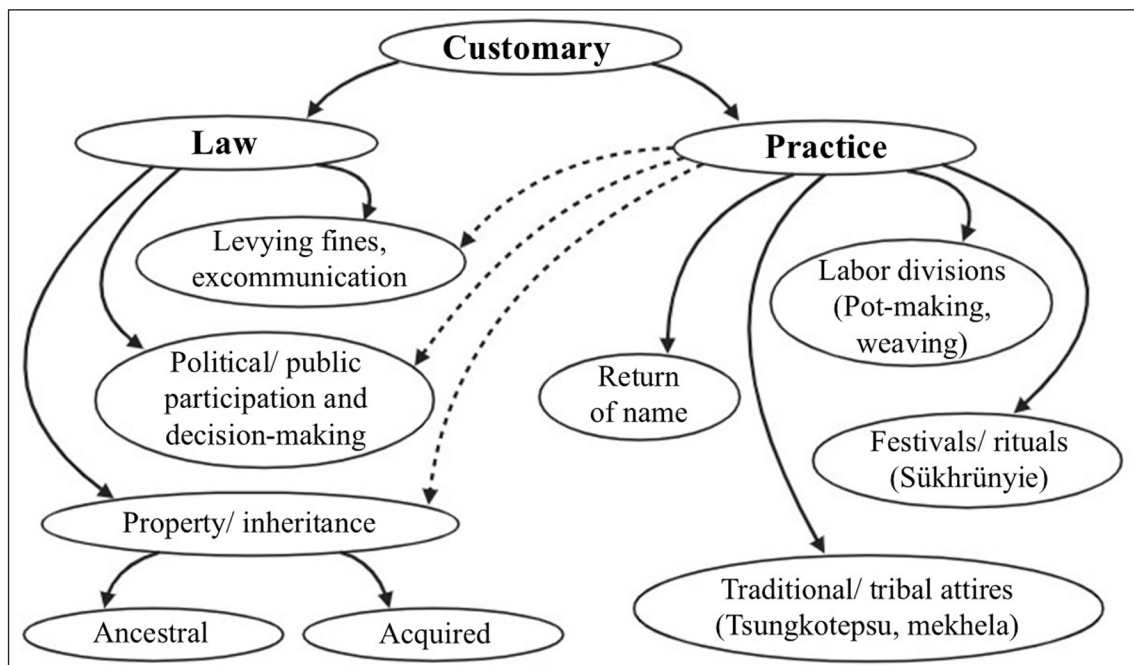 Customary
Law
Practice
Levying fines,
excommunication
Labor divisions
(Pot-making,
weaving)
Political/ public
participation and
decision-making
Return
of name
Festivals/ rituals
(Sükhrünyie)
Property/ inheritance
Traditional/ tribal attires
(Tsungkotepsu, mekhela)
Ancestral
Acquired